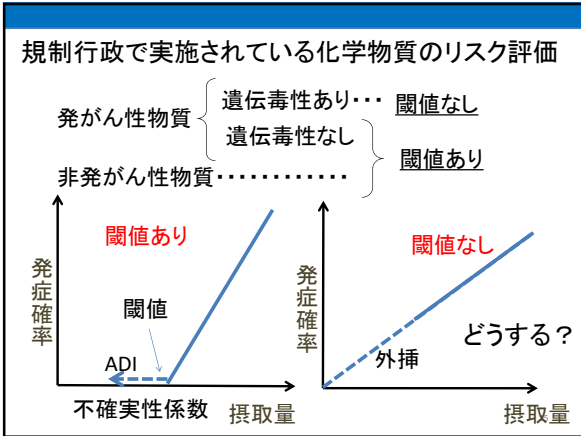 規制行政で実施されている化学物質のリスク評価
発がん性物質
遺伝毒性あり・・・ 閾値なし
遺伝毒性なし
閾値あり
非発がん性物質・・・・・・・・・・・・
閾値あり
発症確率
閾値
ADI
不確実性係数
摂取量
閾値なし
発症確率
どうする？
外挿
摂取量